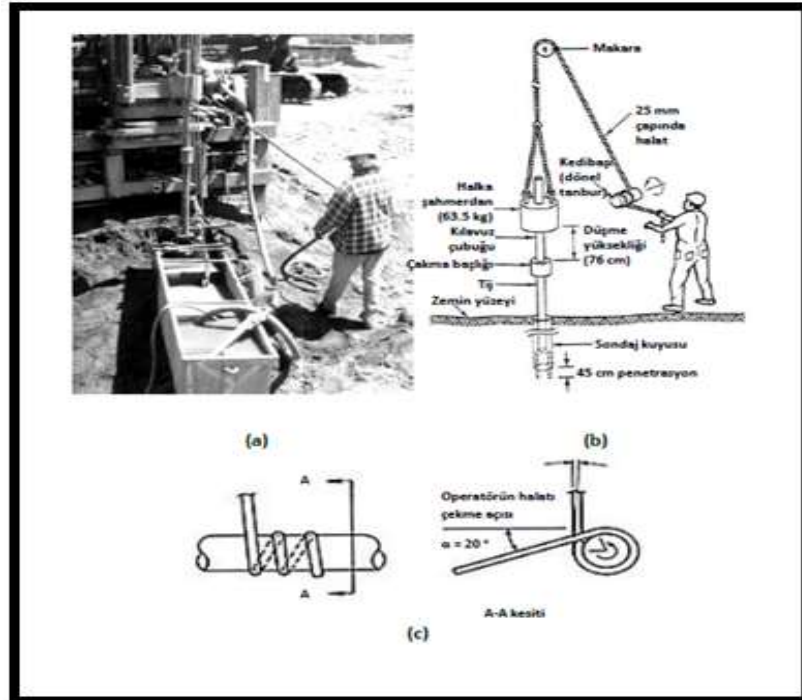 Makara
25 mm
çapında
halat
Kedibaşı
(dönel
tanbur)
Halka
şahmerdan
(63.5 kg)
Kılavuz
çubuğu
Düşme
yüksekliği
(76 cm)
Çakma başlığı
Tij
Zemin yüzeyi
Sondaj kuyusu
45 cm penetrasyon
(a)
(b)
A
A
Operatörün halatı
çekme açısı
α = 20 °
A-A kesiti
(c)